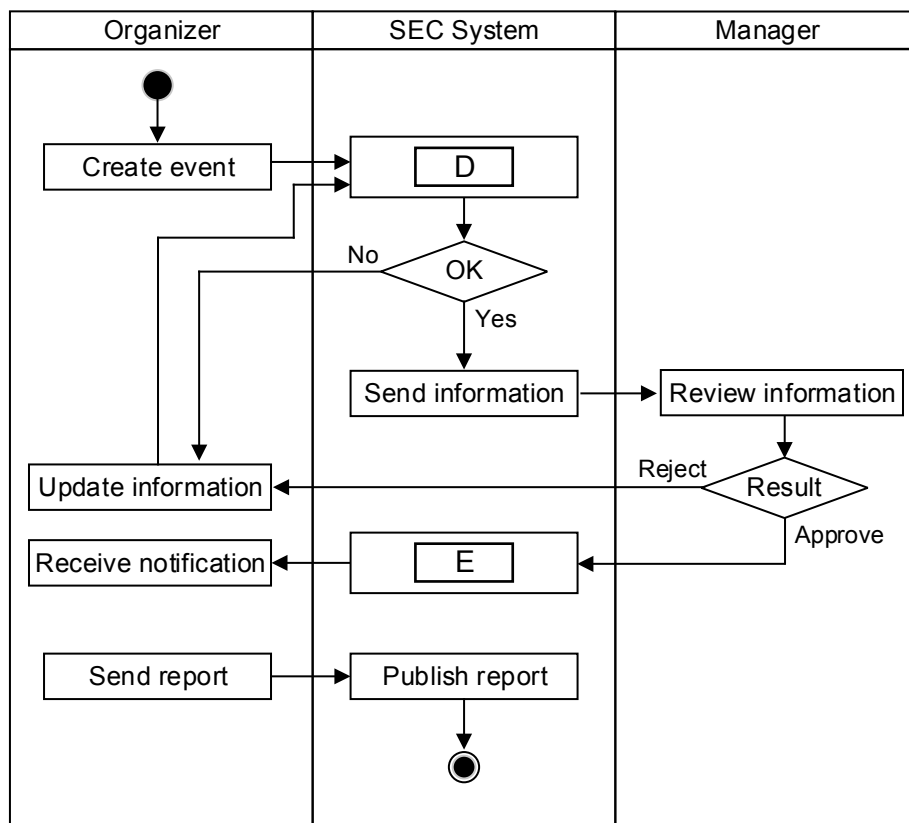 Organizer
SEC System
Manager
Create event
D
No
OK
Yes
Send information
Review information
Update information
Reject
Result
Approve
Receive notification
E
Send report
Publish report